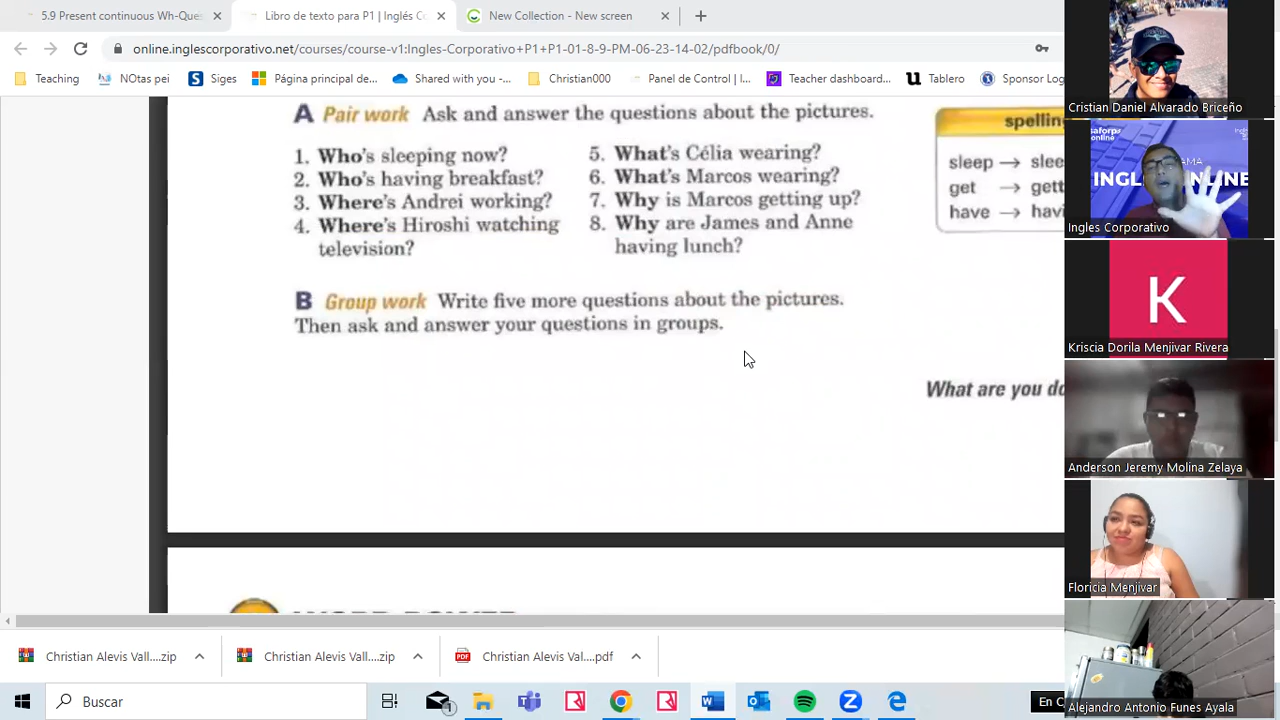 5.9 Present continuous Wh-Ques
Libro de texto para P1 | Inglés C
New Collection - New screen
online.inglescorporativo.net/courses/course-v1:Ingles-Corporativo+P1+P1-01-8-9-PM-06-23-14-02/pdfbook/0/
Teaching
NOtas pei
Siges
Página principal de...
Shared with you -...
Christian000
Panel de Control | I...
Teacher dashboard...
Tablero
Sponsor Log
A Pair work Ask and answer the questions about the pictures.
1. Who's sleeping now?
2. Who's having breakfast?
3. Where's Andrei working?
4. Where's Hiroshi watching
television?
5. What's Célia wearing?
6. What's Marcos wearing?
7. Why is Marcos getting up?
8. Why are James and Anne
having lunch?
spelling
sleep → slee
get → gett
have → havi
B Group work Write five more questions about the pictures.
Then ask and answer your questions in groups.
What are you do
Christian Alevis Vall....zip
Christian Alevis Vall....zip
Christian Alevis Val....pdf
Buscar
1
En C
Cristian Daniel Alvarado Briceño
online
INGL
NLINE
Ingles Corporativo
K
Kriscia Dorila Menjivar Rivera
Anderson Jeremy Molina Zelaya
Floricia Menjivar
Alejandro Antonio Funes Ayala